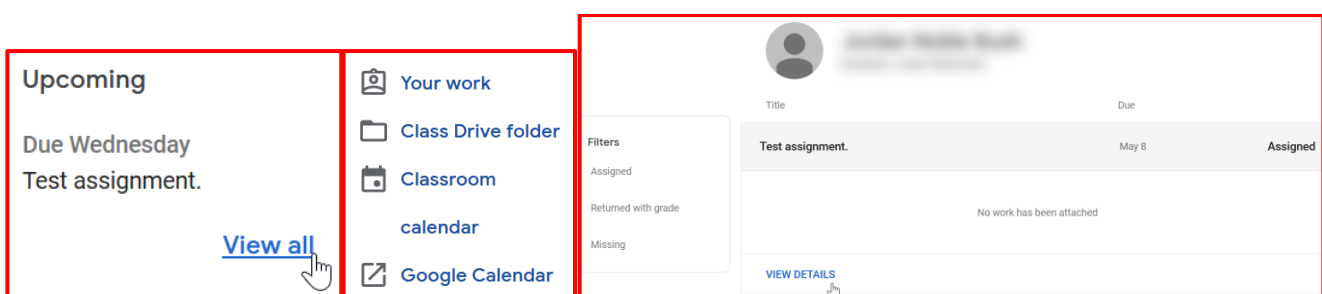 Upcoming
Due Wednesday
Test assignment.
View all
Your work
Class Drive folder
Classroom
calendar
Google Calendar
Title Due
Filters
Assigned
Returned with grade
Missing
Test assignment. May 8 Assigned
No work has been attached
VIEW DETAILS